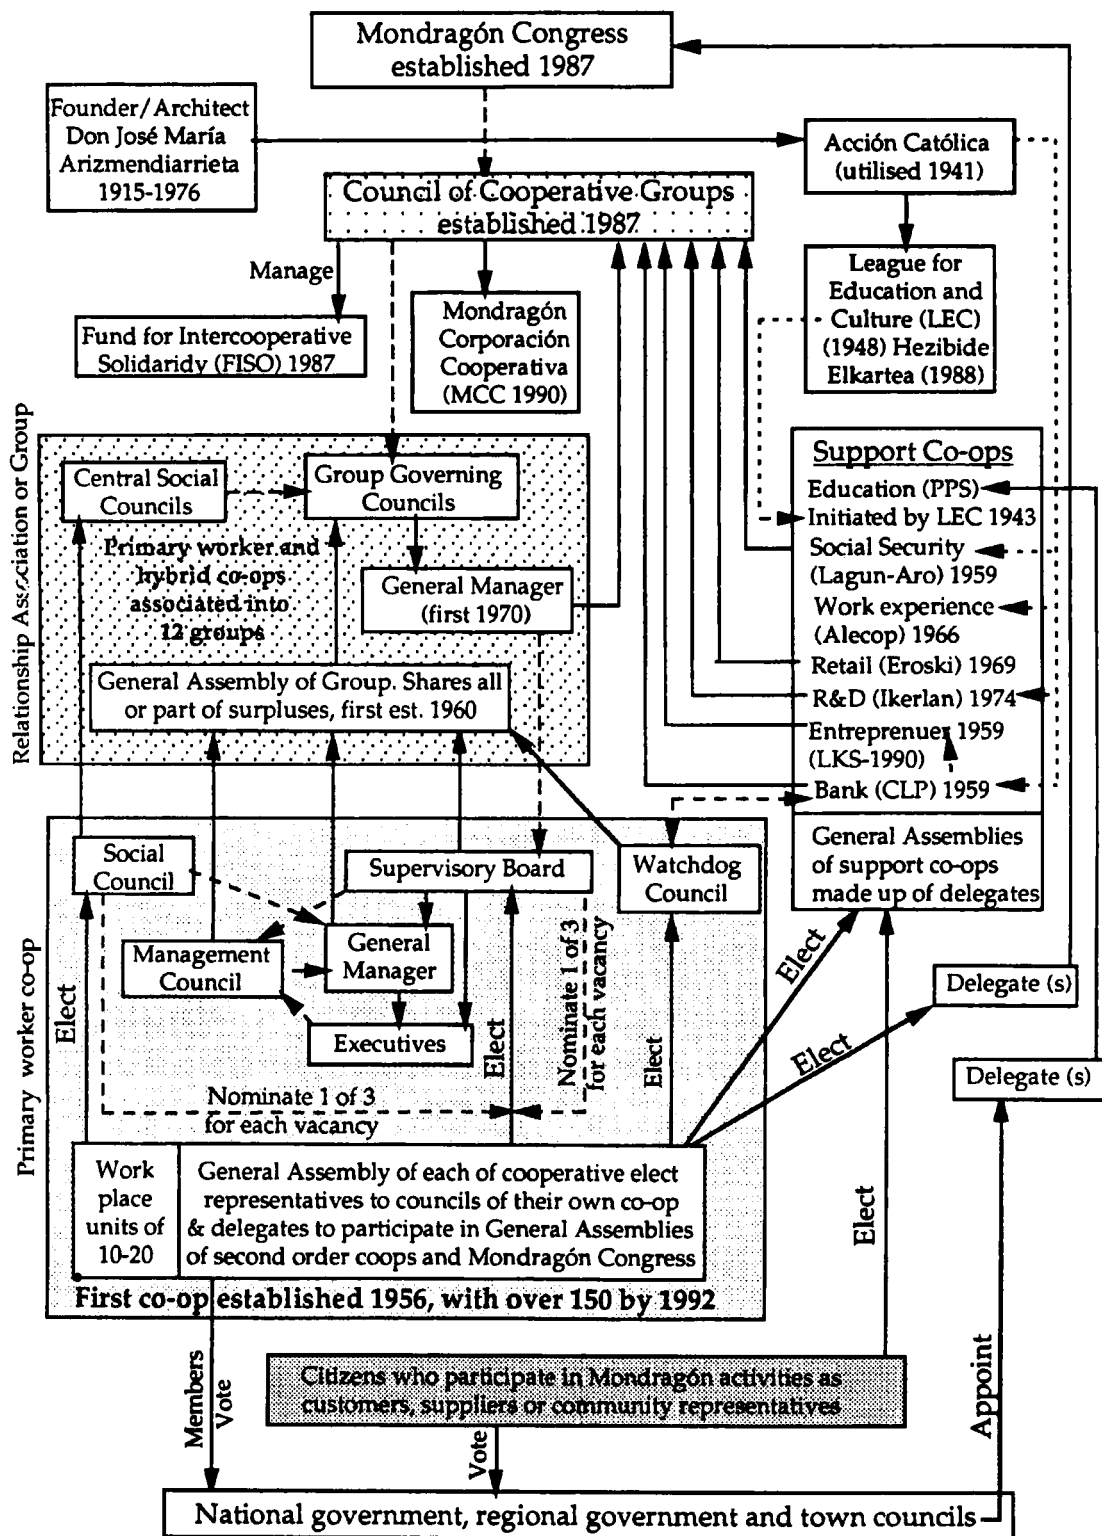 Mondragón Congress
established 1987
Founder/Architect
Don José María
Arizmendiarrieta
1915-1976
Acción Católica
(utilised 1941)
Council of Cooperative Groups
established 1987
Manage
League for
Education and
Culture (LEC)
(1948) Hezibide
Elkartea (1988)
Mondragón
Corporación
Cooperativa
(MCC 1990)
Fund for Intercooperative
Solidaridy (FISO) 1987
Relationship Association or Group
Central Social
Councils
Group Governing
Councils
Primary worker and
hybrid co-ops
associated into
12 groups
General Manager
(first 1970)
General Assembly of Group. Shares all
or part of surpluses, first est. 1960
Support Co-ops
Education (PPS)
Initiated by LEC 1943
Social Security
(Lagun-Aro) 1959
Work experience
(Alecop) 1966
Retail (Eroski) 1969
R&D (Ikerlan) 1974
Entreprenuer 1959
(LKS-1990)
Bank (CLP) 1959
General Assemblies
of support co-ops
made up of delegates
Primary worker co-op
Social
Council
Supervisory Board
Watchdog
Council
Management
Council
General
Manager
Executives
Elect
Elect
Nominate 1 of 3
for each vacancy
Elect
Elect
Elect
Elect
Delegate (s)
Delegate (s)
Nominate 1 of 3
for each vacancy
Work
place
units of
10-20
General Assembly of each of cooperative elect
representatives to councils of their own co-op
& delegates to participate in General Assemblies
of second order coops and Mondragón Congress
First co-op established 1956, with over 150 by 1992
Members
Vote
Citizens who participate in Mondragón activities as
customers, suppliers or community representatives
Vote
Appoint
National government, regional government and town councils